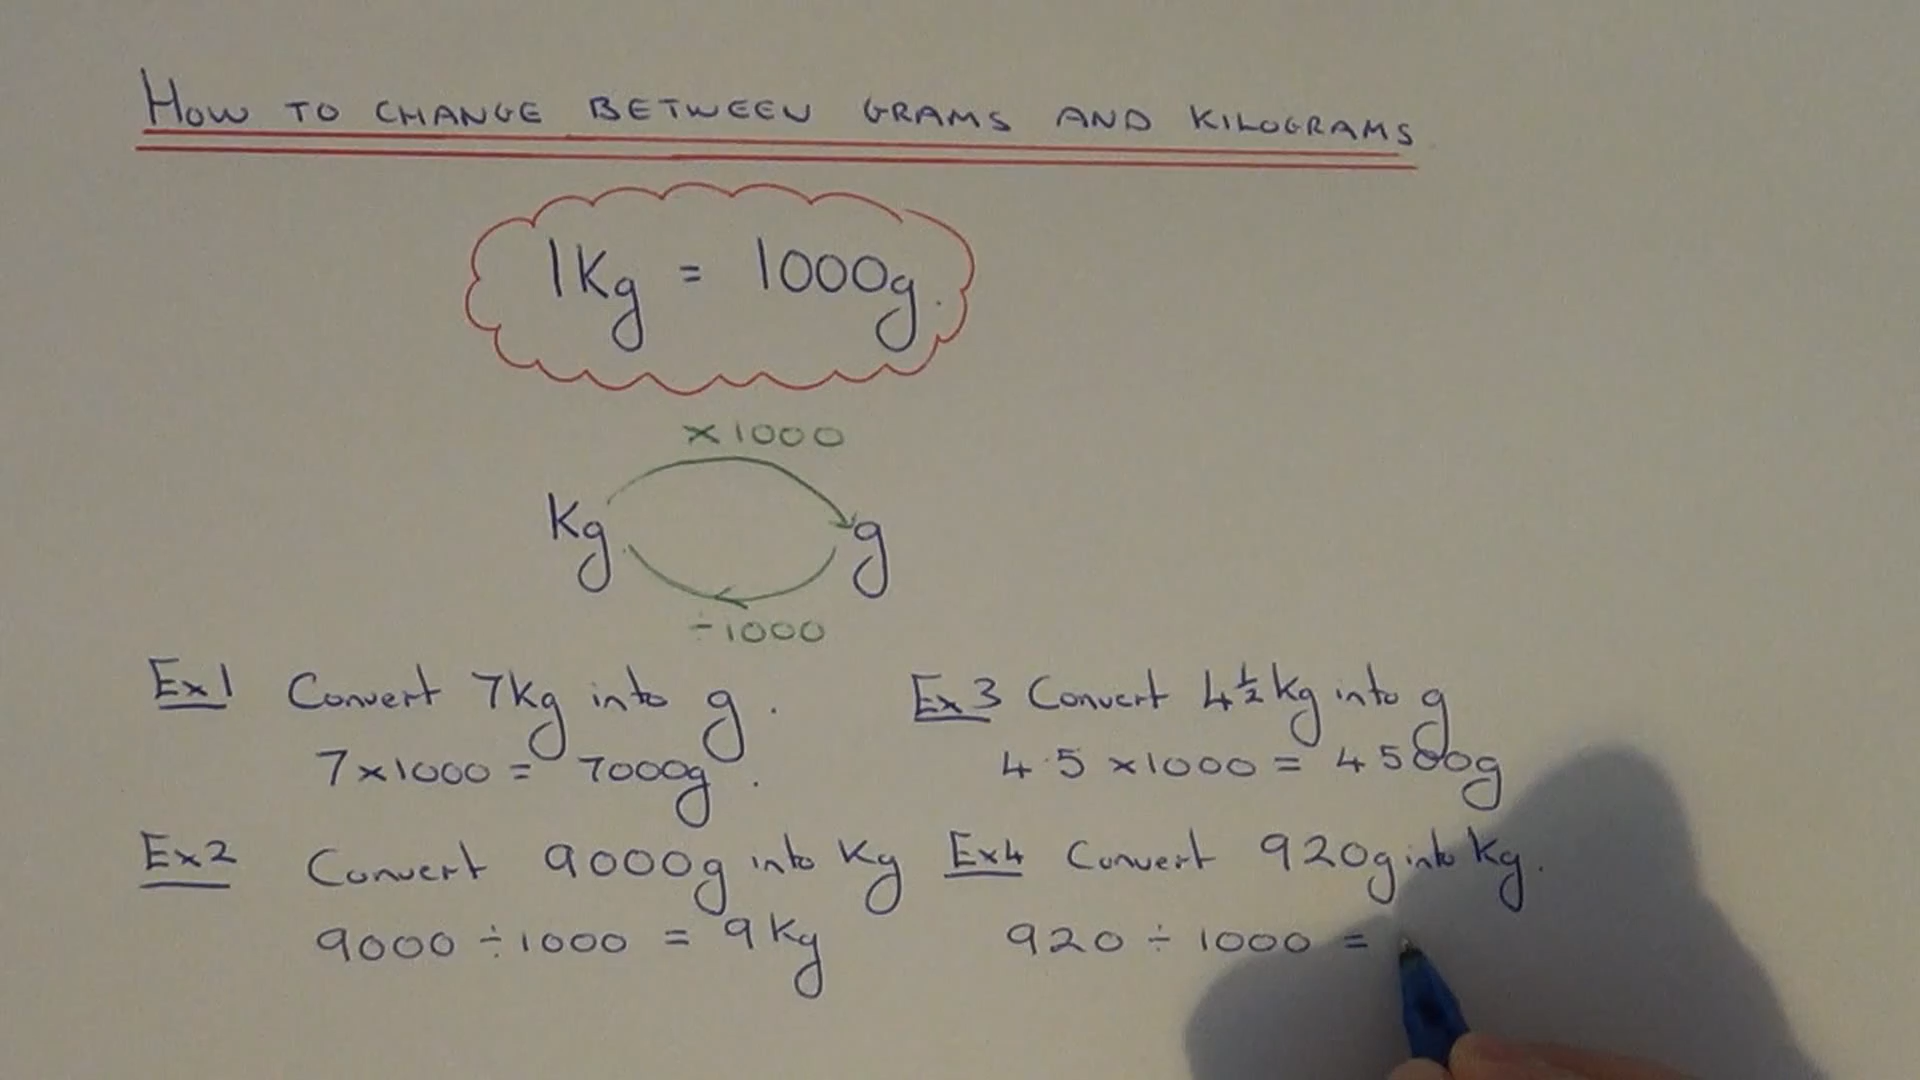 HOW TO CHANGE BETWEEN GRAMS AND KILOGRAMS
1Kg = 1000g.
×1000
Kg g
÷1000
Ex1 Convert 7Kg into g.
7×1000 = 7000g.
Ex2 Convert 9000g into Kg
9000 ÷ 1000 = 9Kg
Ex3 Convert 4½kg into g
4·5 ×1000 = 4500g
Ex4 Convert 920g into kg.
920 ÷ 1000 =